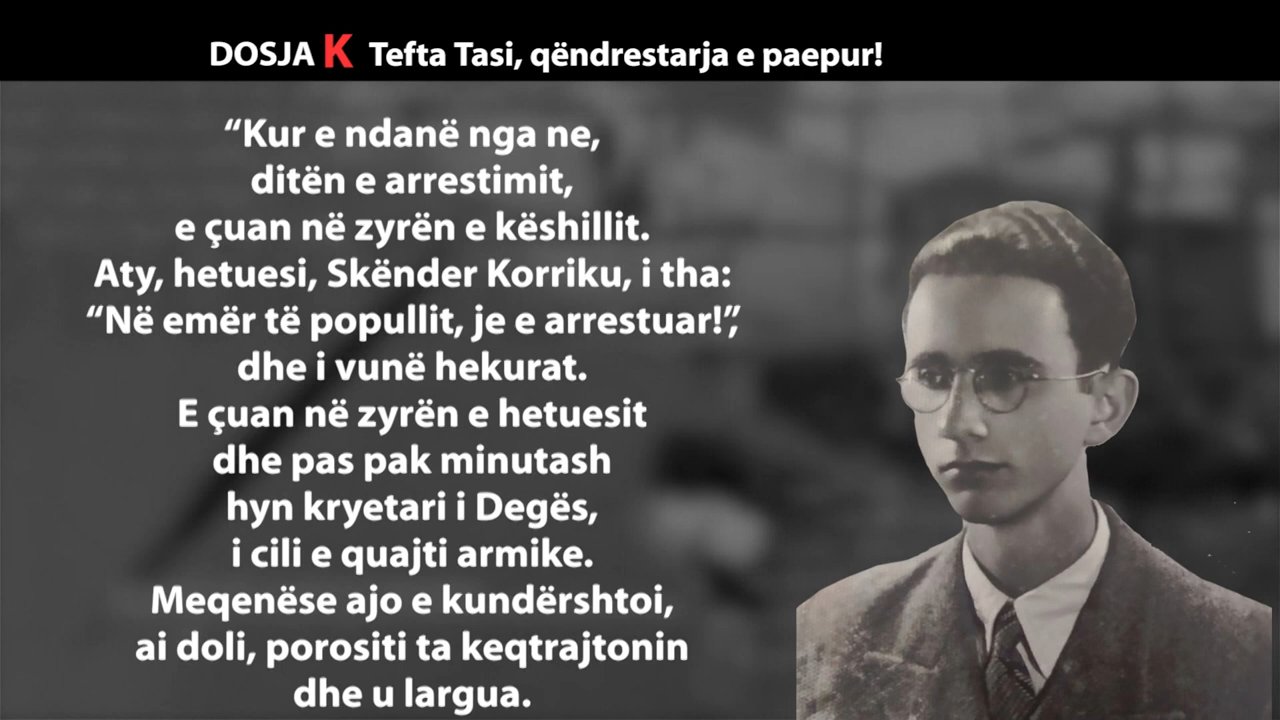 DOSJA K Tefta Tasi, qëndrestarja e paepur!
“Kur e ndanë nga ne,
ditën e arrestimit,
e çuan në zyrën e këshillit.
Aty, hetuesi, Skënder Korriku, i tha:
“Në emër të popullit, je e arrestuar!”,
dhe i vunë hekurat.
E çuan në zyrën e hetuesit
dhe pas pak minutash
hyn kryetari i Degës,
i cili e quajti armike.
Meqenëse ajo e kundërshtoi,
ai doli, porositi ta keqtrajtonin
dhe u largua.